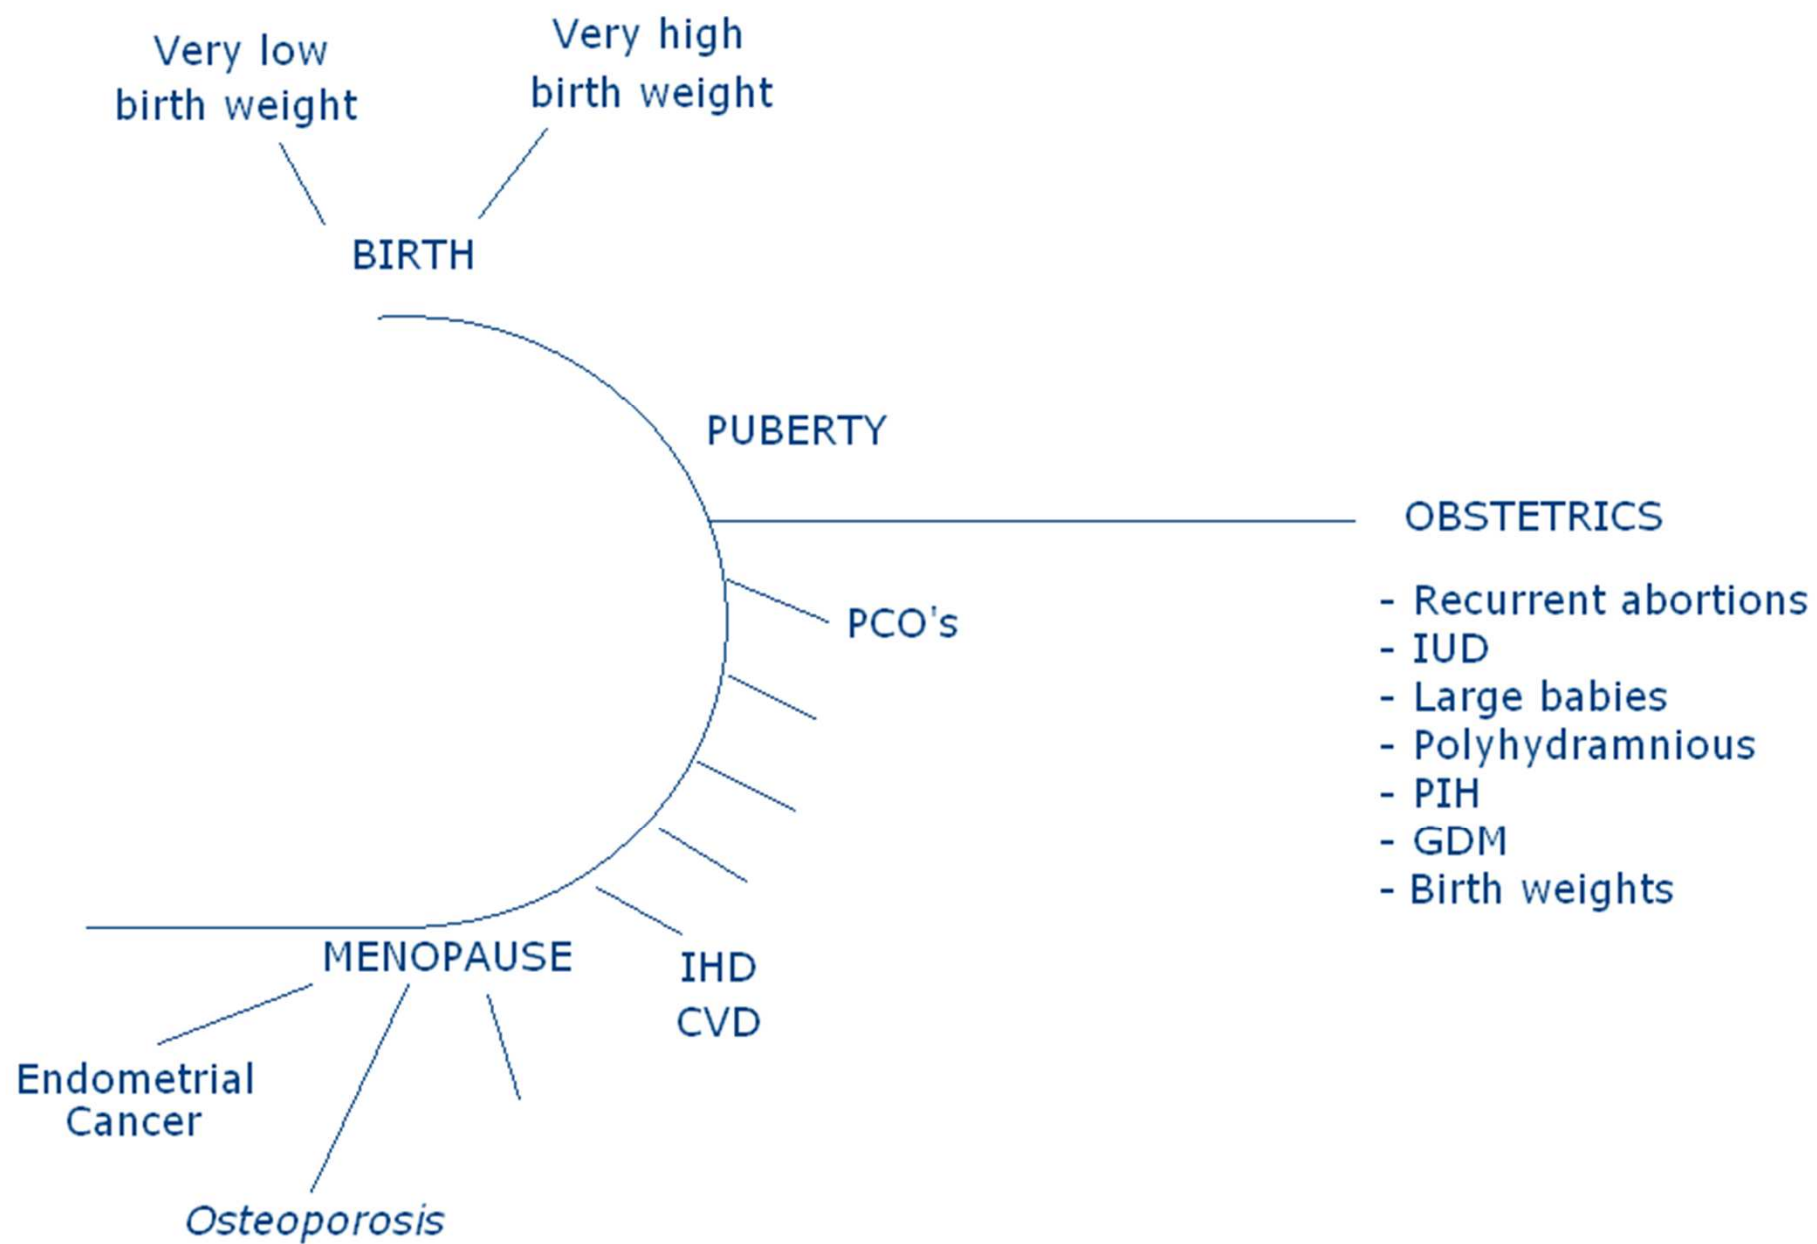 Very low
birth weight
Very high
birth weight
BIRTH
PUBERTY
OBSTETRICS
- Recurrent abortions
- IUD
- Large babies
- Polyhydramnious
- PIH
- GDM
- Birth weights
PCO's
IHD
CVD
MENOPAUSE
Endometrial
Cancer
Osteoporosis